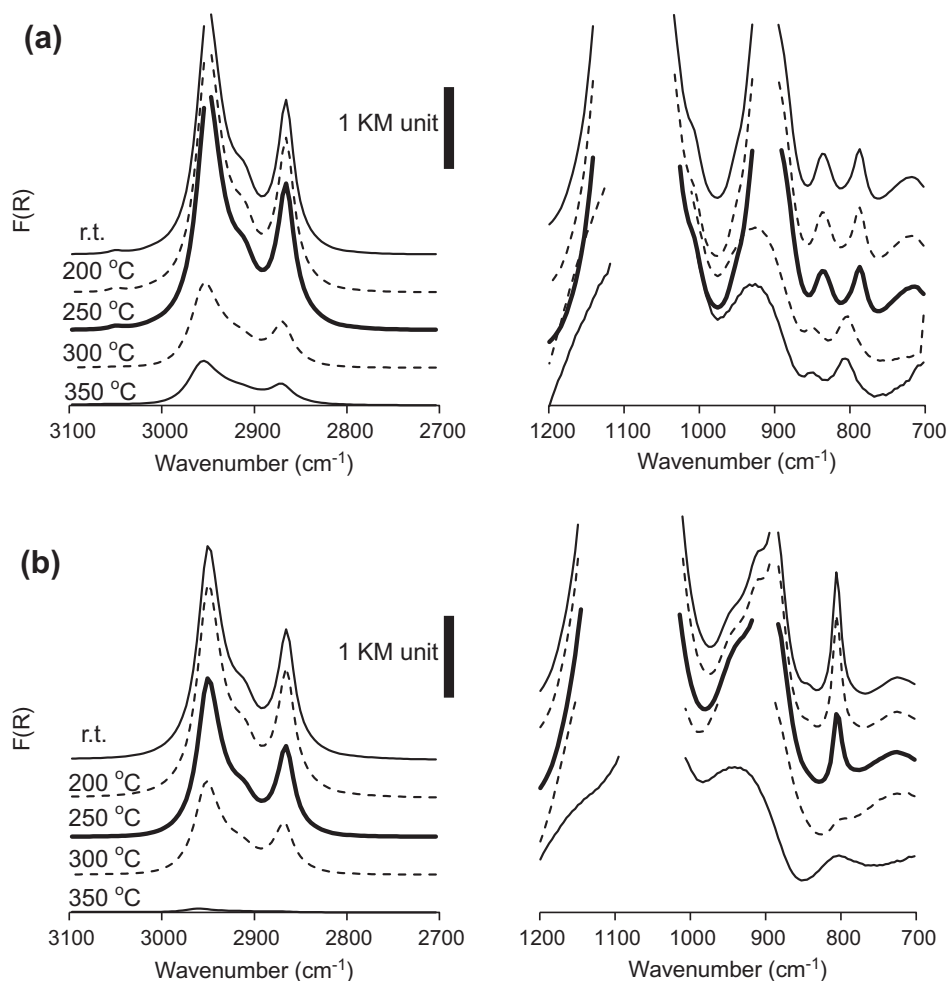 (a)
1 KM unit
F(R)
r.t.
200 °C
250 °C
300 °C
350 °C
3100 3000 2900 2800 2700
Wavenumber (cm⁻¹)
1200 1100 1000 900 800 700
Wavenumber (cm⁻¹)
(b)
1 KM unit
F(R)
r.t.
200 °C
250 °C
300 °C
350 °C
3100 3000 2900 2800 2700
Wavenumber (cm⁻¹)
1200 1100 1000 900 800 700
Wavenumber (cm⁻¹)